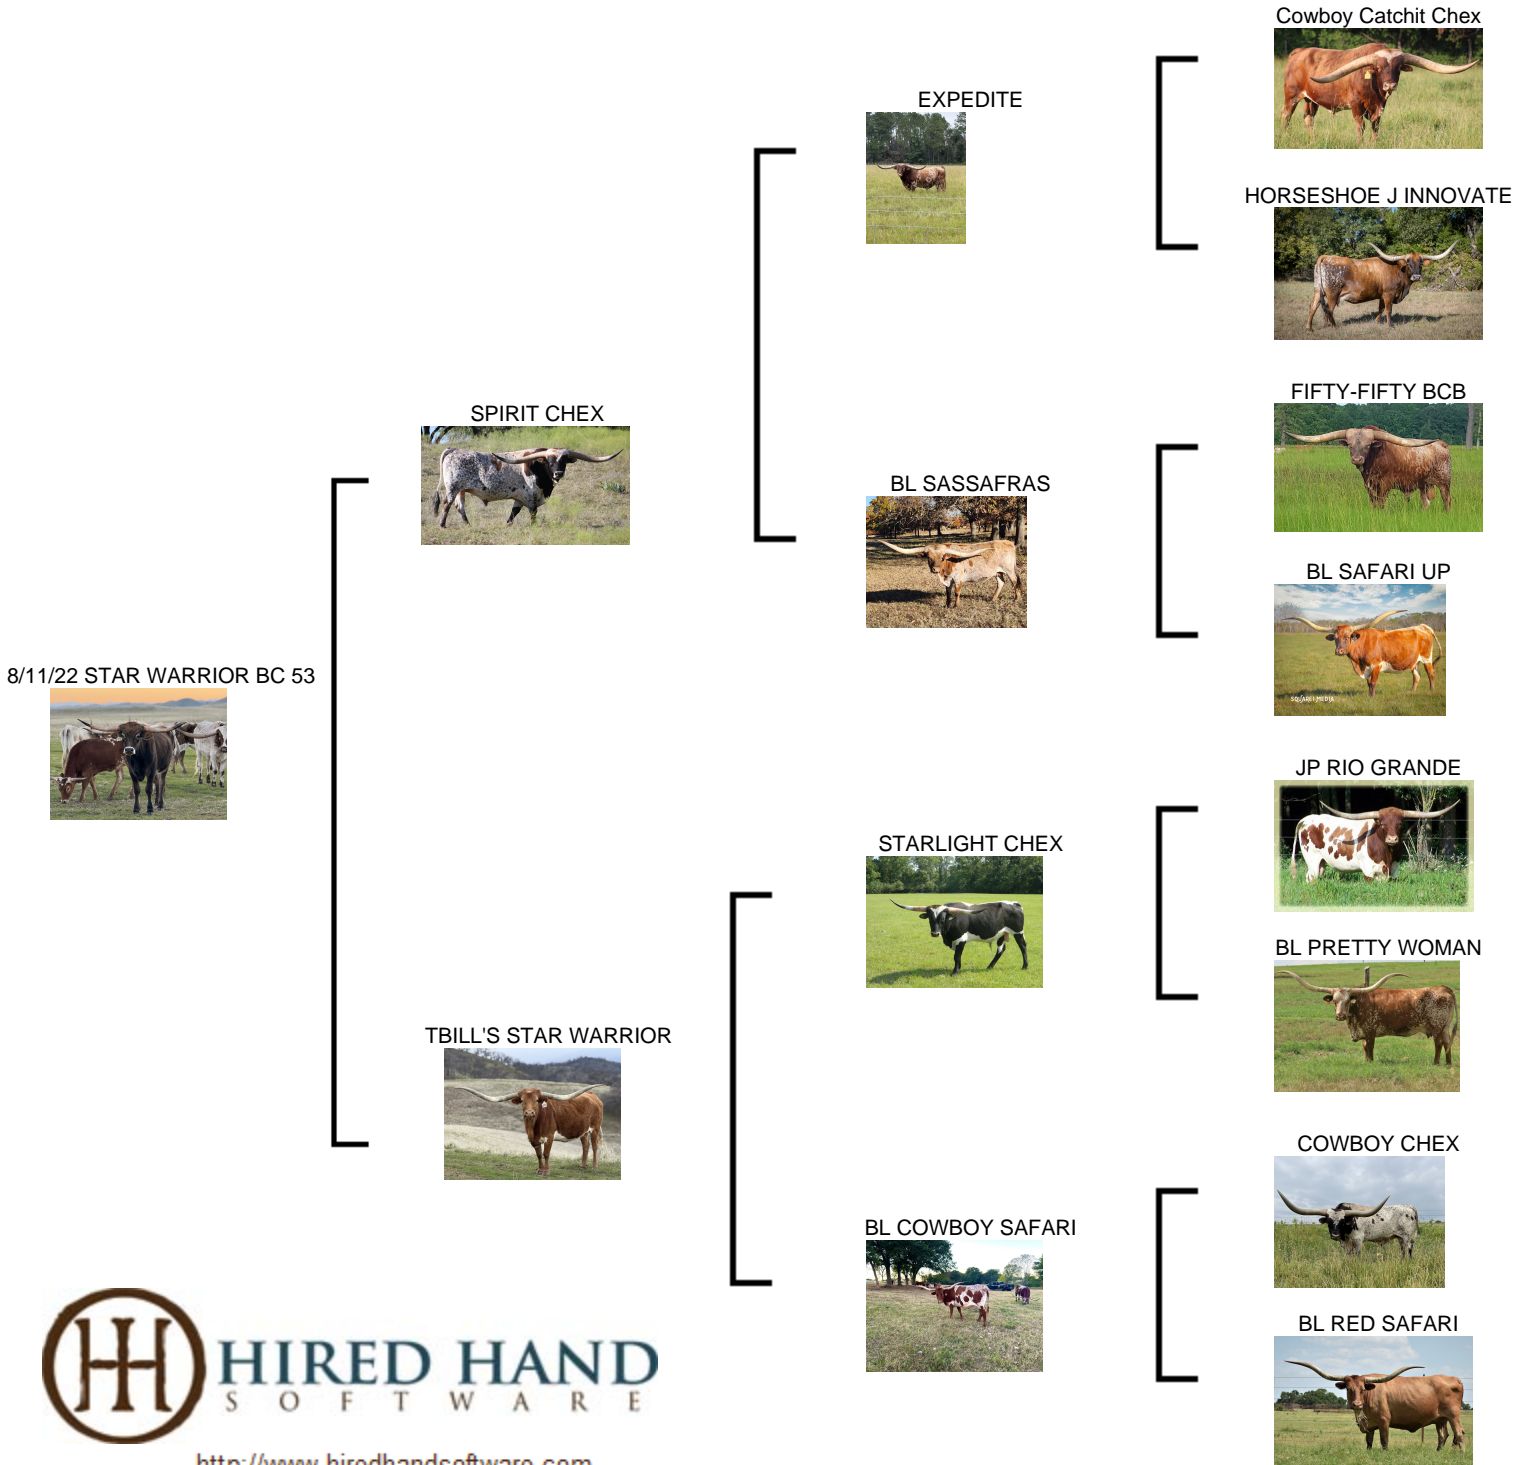 Cowboy Catchit Chex
EXPEDITE
HORSESHOE J INNOVATE
FIFTY-FIFTY BCB
SPIRIT CHEX
BL SASSAFRAS
BL SAFARI UP
SQUARE1 MEDIA
8/11/22 STAR WARRIOR BC 53
JP RIO GRANDE
STARLIGHT CHEX
BL PRETTY WOMAN
TBILL'S STAR WARRIOR
COWBOY CHEX
BL COWBOY SAFARI
BL RED SAFARI
HIRED HAND
SOFTWARE
http://www.hiredhandsoftware.com